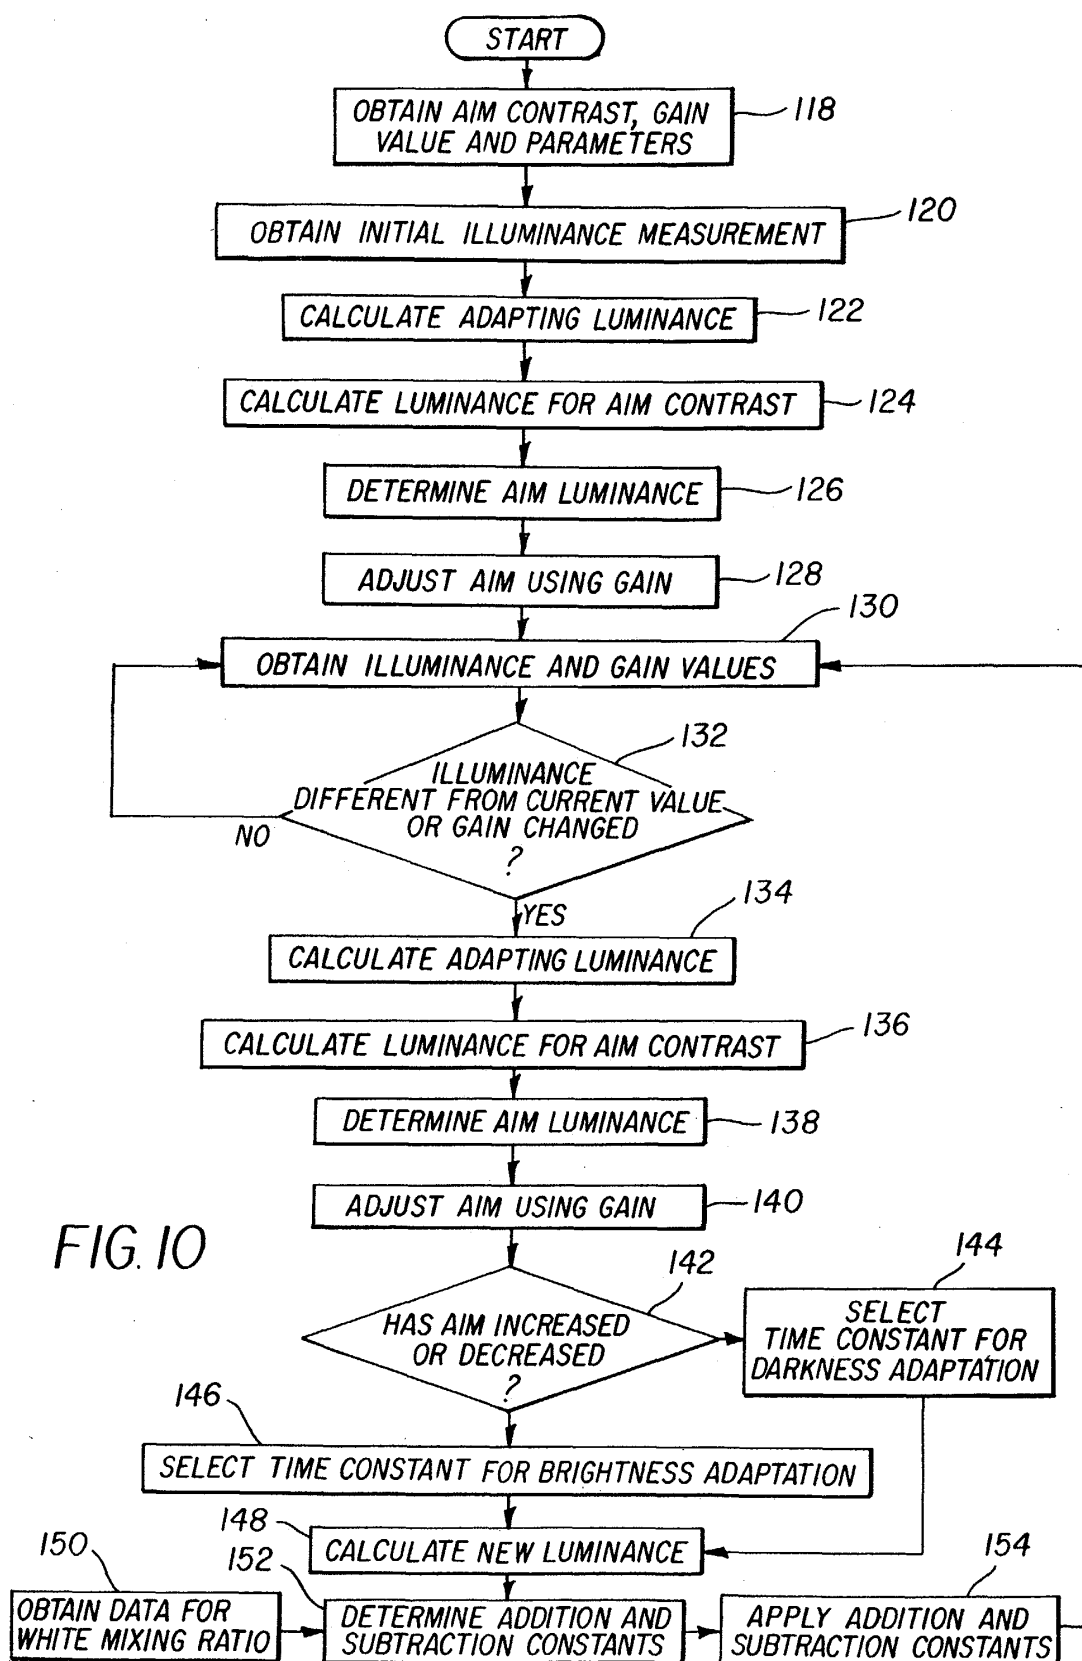 START
OBTAIN AIM CONTRAST, GAIN
VALUE AND PARAMETERS
118
OBTAIN INITIAL ILLUMINANCE MEASUREMENT
120
CALCULATE ADAPTING LUMINANCE
122
CALCULATE LUMINANCE FOR AIM CONTRAST
124
DETERMINE AIM LUMINANCE
126
ADJUST AIM USING GAIN
128
130
OBTAIN ILLUMINANCE AND GAIN VALUES
132
ILLUMINANCE
DIFFERENT FROM CURRENT VALUE
OR GAIN CHANGED
?
NO
YES
134
CALCULATE ADAPTING LUMINANCE
136
CALCULATE LUMINANCE FOR AIM CONTRAST
DETERMINE AIM LUMINANCE
138
ADJUST AIM USING GAIN
140
FIG. 10
142
HAS AIM INCREASED
OR DECREASED
?
144
SELECT
TIME CONSTANT FOR
DARKNESS ADAPTATION
146
SELECT TIME CONSTANT FOR BRIGHTNESS ADAPTATION
148
CALCULATE NEW LUMINANCE
150
OBTAIN DATA FOR
WHITE MIXING RATIO
152
DETERMINE ADDITION AND
SUBTRACTION CONSTANTS
154
APPLY ADDITION AND
SUBTRACTION CONSTANTS